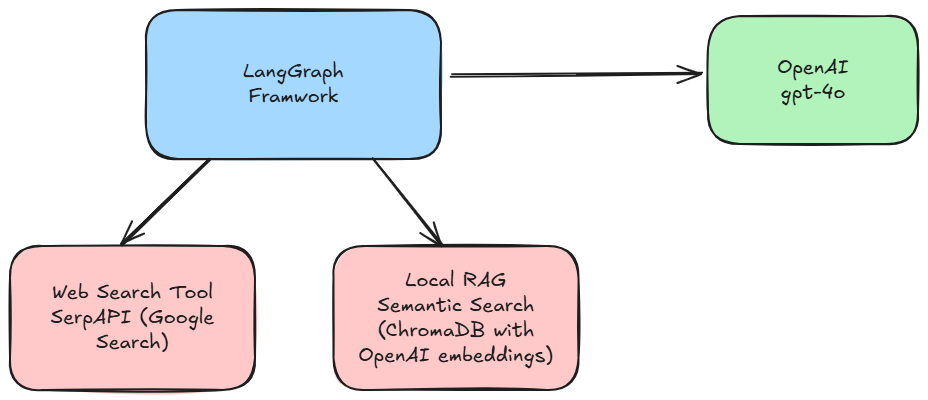 LangGraph
Framwork
OpenAI
gpt-4o
Web Search Tool
SerpAPI (Google
Search)
Local RAG
Semantic Search
(ChromaDB with
OpenAI embeddings)